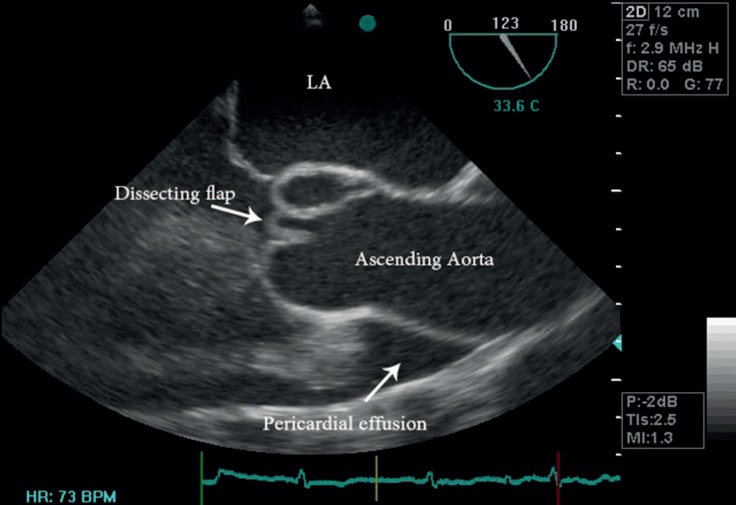 0 123 180
33.6 C
2D 12 cm
27 f/s
f: 2.9 MHz H
DR: 65 dB
R: 0.0 G: 77
LA
Dissecting flap
Ascending Aorta
Pericardial effusion
P:-2dB
TIs:2.5
MI:1.3
HR: 73 BPM